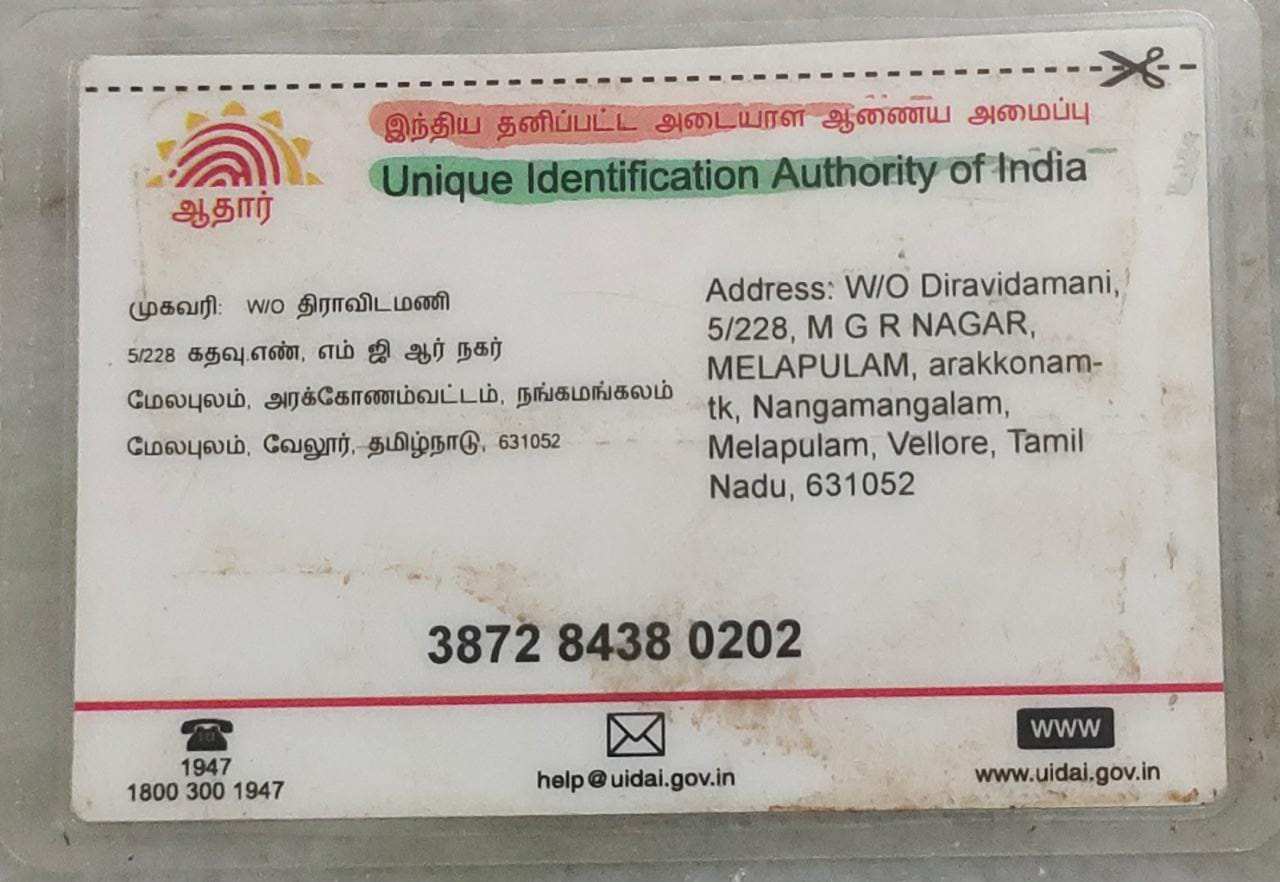 இந்திய தனிப்பட்ட அடையாள ஆணைய அமைப்பு
Unique Identification Authority of India
ஆதார்
முகவரி: W/O திராவிடமணி
5/228 கதவு.எண், எம் ஜி ஆர் நகர்
மேலபுலம், அரக்கோணம்வட்டம், நங்கமங்கலம்
மேலபுலம், வேலூர், தமிழ்நாடு, 631052
Address: W/O Diravidamani,
5/228, M G R NAGAR,
MELAPULAM, arakkonam-
tk, Nangamangalam,
Melapulam, Vellore, Tamil
Nadu, 631052
3872 8438 0202
1947
1800 300 1947
help@uidai.gov.in
WWW
www.uidai.gov.in